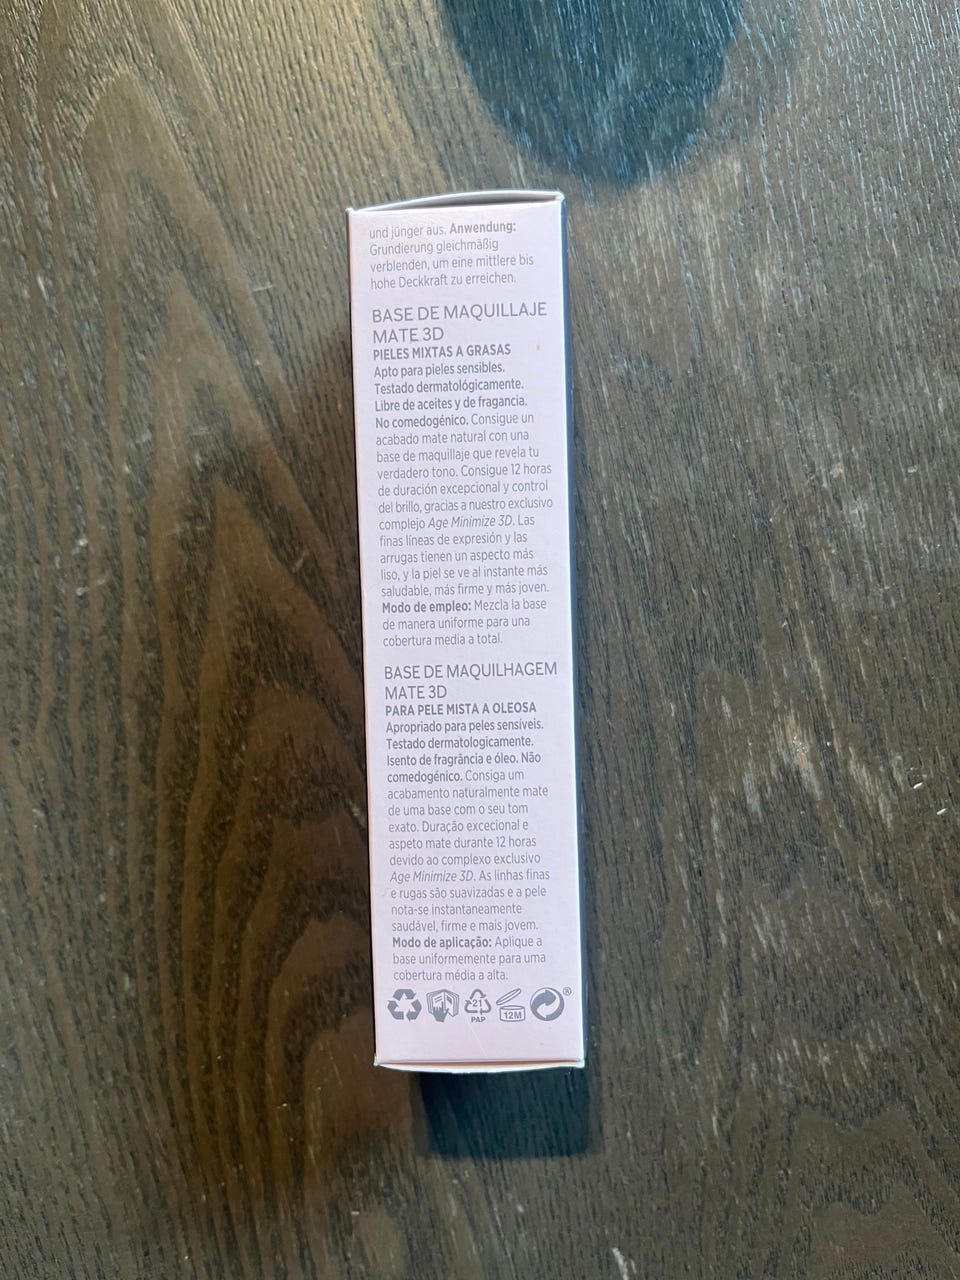 und jünger aus. Anwendung:
Grundierung gleichmäßig
verblenden, um eine mittlere bis
hohe Deckkraft zu erreichen.
BASE DE MAQUILLAJE
MATE 3D
PIELES MIXTAS A GRASAS
Apto para pieles sensibles.
Testado dermatológicamente.
Libre de aceites y de fragancia.
No comedogénico. Consigue un
acabado mate natural con una
base de maquillaje que revela tu
verdadero tono. Consigue 12 horas
de duración excepcional y control
del brillo, gracias a nuestro exclusivo
complejo Age Minimize 3D. Las
finas líneas de expresión y las
arrugas tienen un aspecto más
liso, y la piel se ve al instante más
saludable, más firme y más joven.
Modo de empleo: Mezcla la base
de manera uniforme para una
cobertura media a total.
BASE DE MAQUILHAGEM
MATE 3D
PARA PELE MISTA A OLEOSA
Apropriado para peles sensíveis.
Testado dermatologicamente.
Isento de fragrância e óleo. Não
comedogénico. Consiga um
acabamento naturalmente mate
de uma base com o seu tom
exato. Duração excecional e
aspeto mate durante 12 horas
devido ao complexo exclusivo
Age Minimize 3D. As linhas finas
e rugas são suavizadas e a pele
nota-se instantaneamente
saudável, firme e mais jovem.
Modo de aplicação: Aplique a
base uniformemente para uma
cobertura média a alta.
21
PAP
12M
®